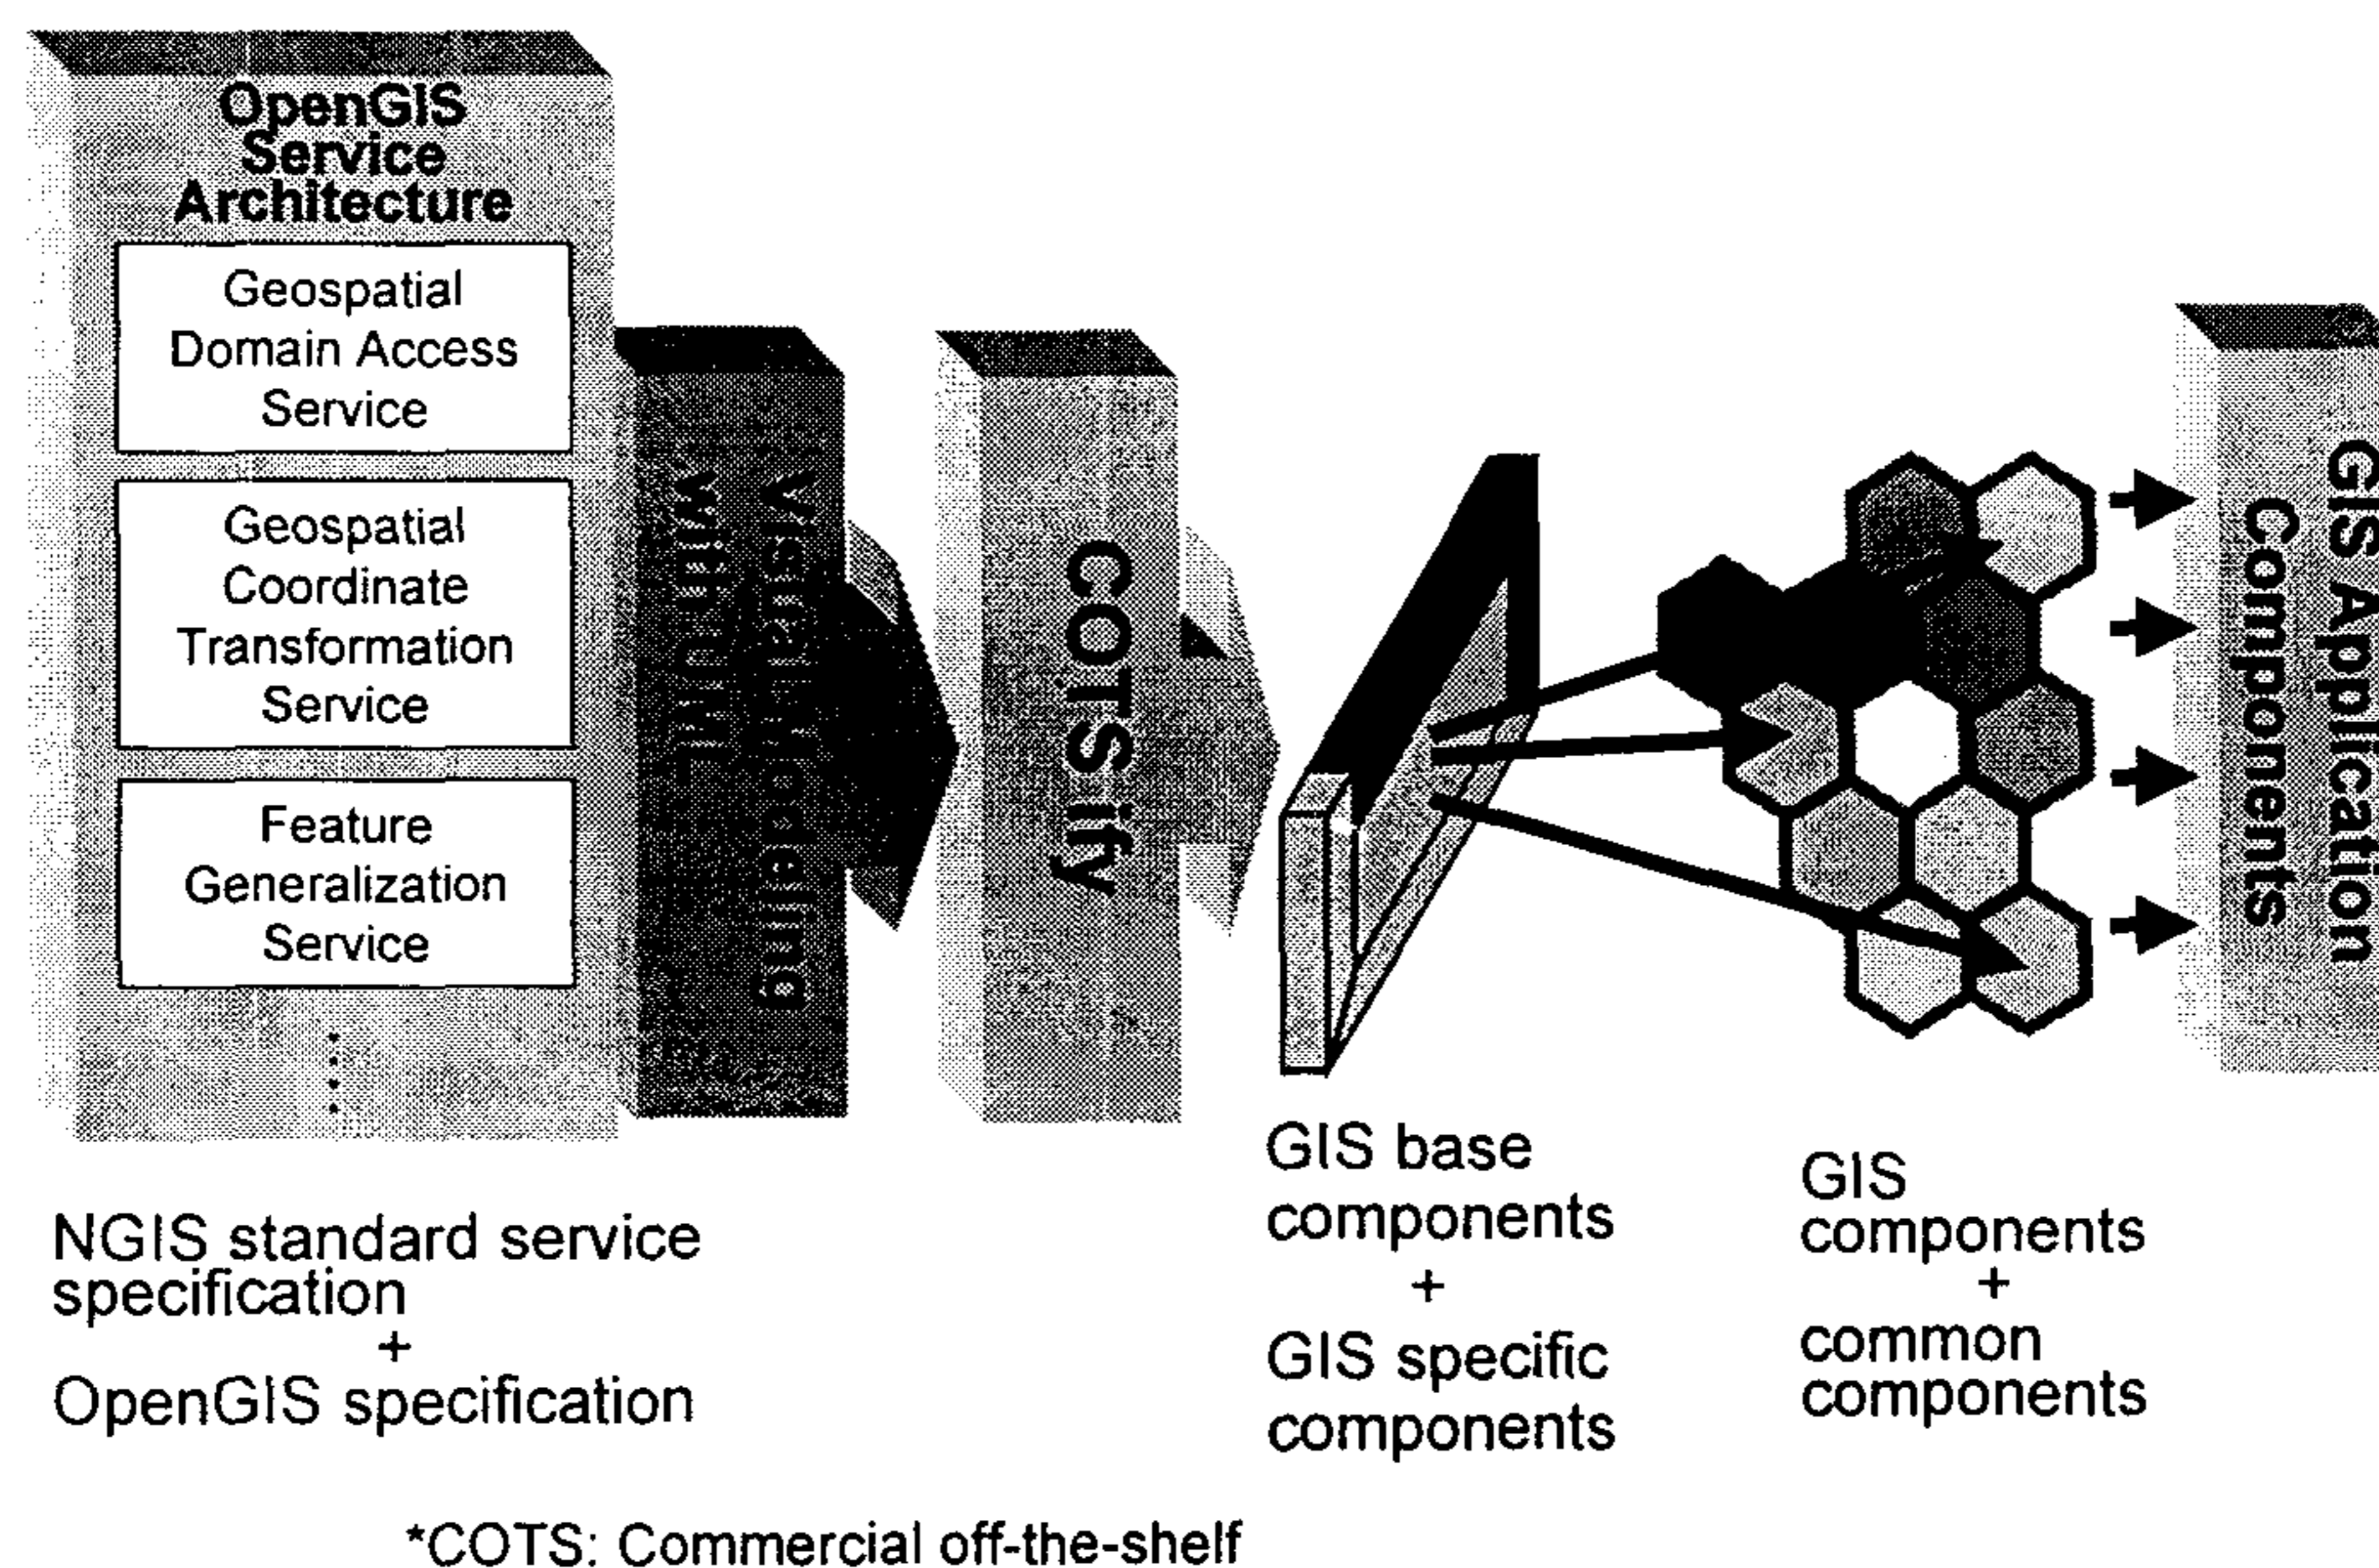 OpenGIS
Service
Architecture
Geospatial
Domain Access
Service
Geospatial
Coordinate
Transformation
Service
Feature
Generalization
Service
Visual Modeling
with UML
COTS ify
GIS Application
Components
NGIS standard service
specification
+
OpenGIS specification
GIS base
components
+
GIS specific
components
GIS
components
+
common
components
*COTS: Commercial off-the-shelf